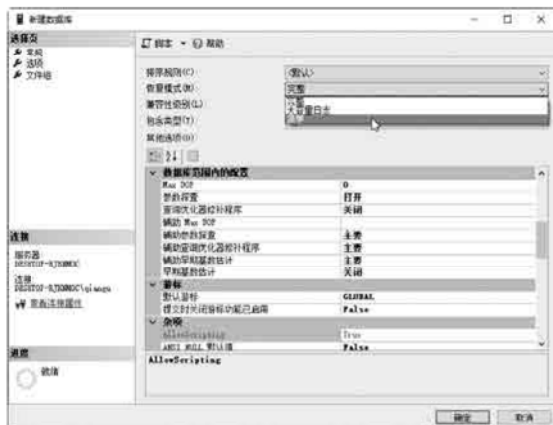 新建数据库
选择页
常规
选项
文件组
脚本
帮助
排序规则(C)
<默认>
恢复模式(M)
完整
兼容性级别(L)
大容量日志
包含类型(T)
其他选项(O)
数据库范围内的配置
Max DOP
0
参数探查
打开
查询优化器修补程序
关闭
辅助 Max DOP
辅助参数探查
主要
辅助查询优化器修补程序
主要
辅助早期基数估计
主要
早期基数估计
关闭
游标
默认游标
GLOBAL
提交时关闭游标功能已启用
False
杂项
AllowScripting
True
ANSI NULL 默认值
False
AllowScripting
连接
服务器:
连接:
查看连接属性
进度
就绪
确定
取消